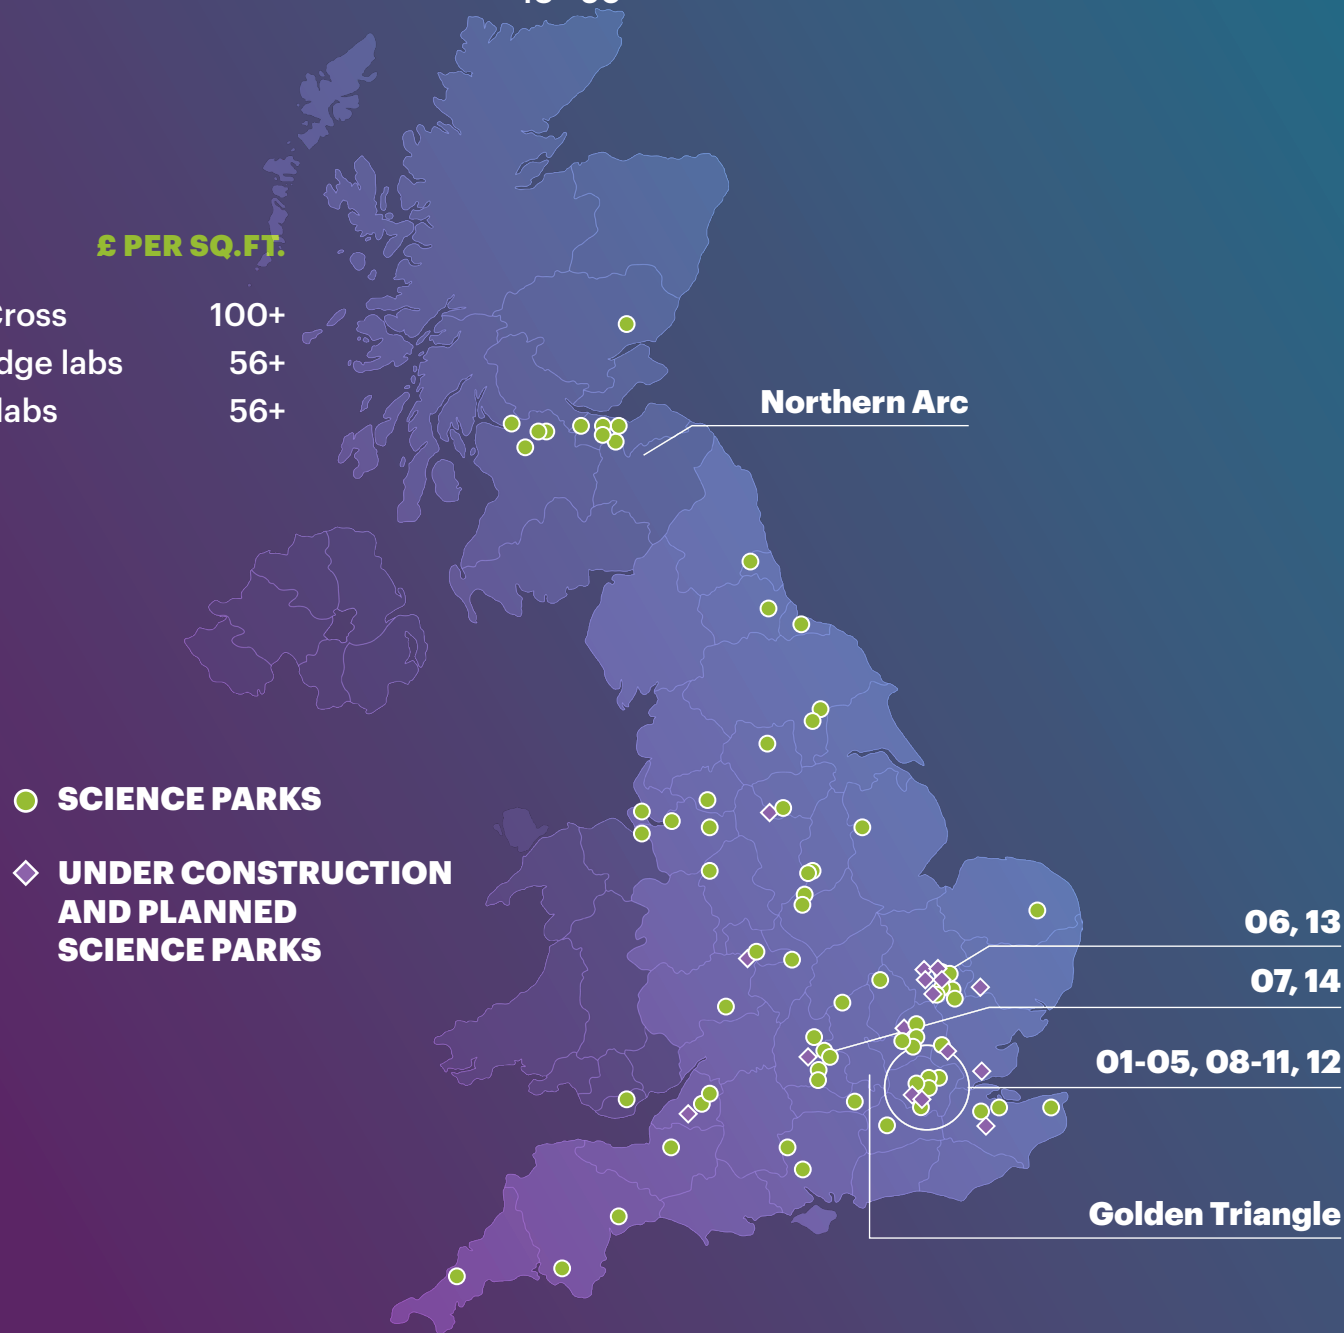 £ PER SQ.FT.
Cross 100+
dge labs 56+
labs 56+
Northern Arc
SCIENCE PARKS
UNDER CONSTRUCTION
AND PLANNED
SCIENCE PARKS
06, 13
07, 14
01-05, 08-11, 12
Golden Triangle